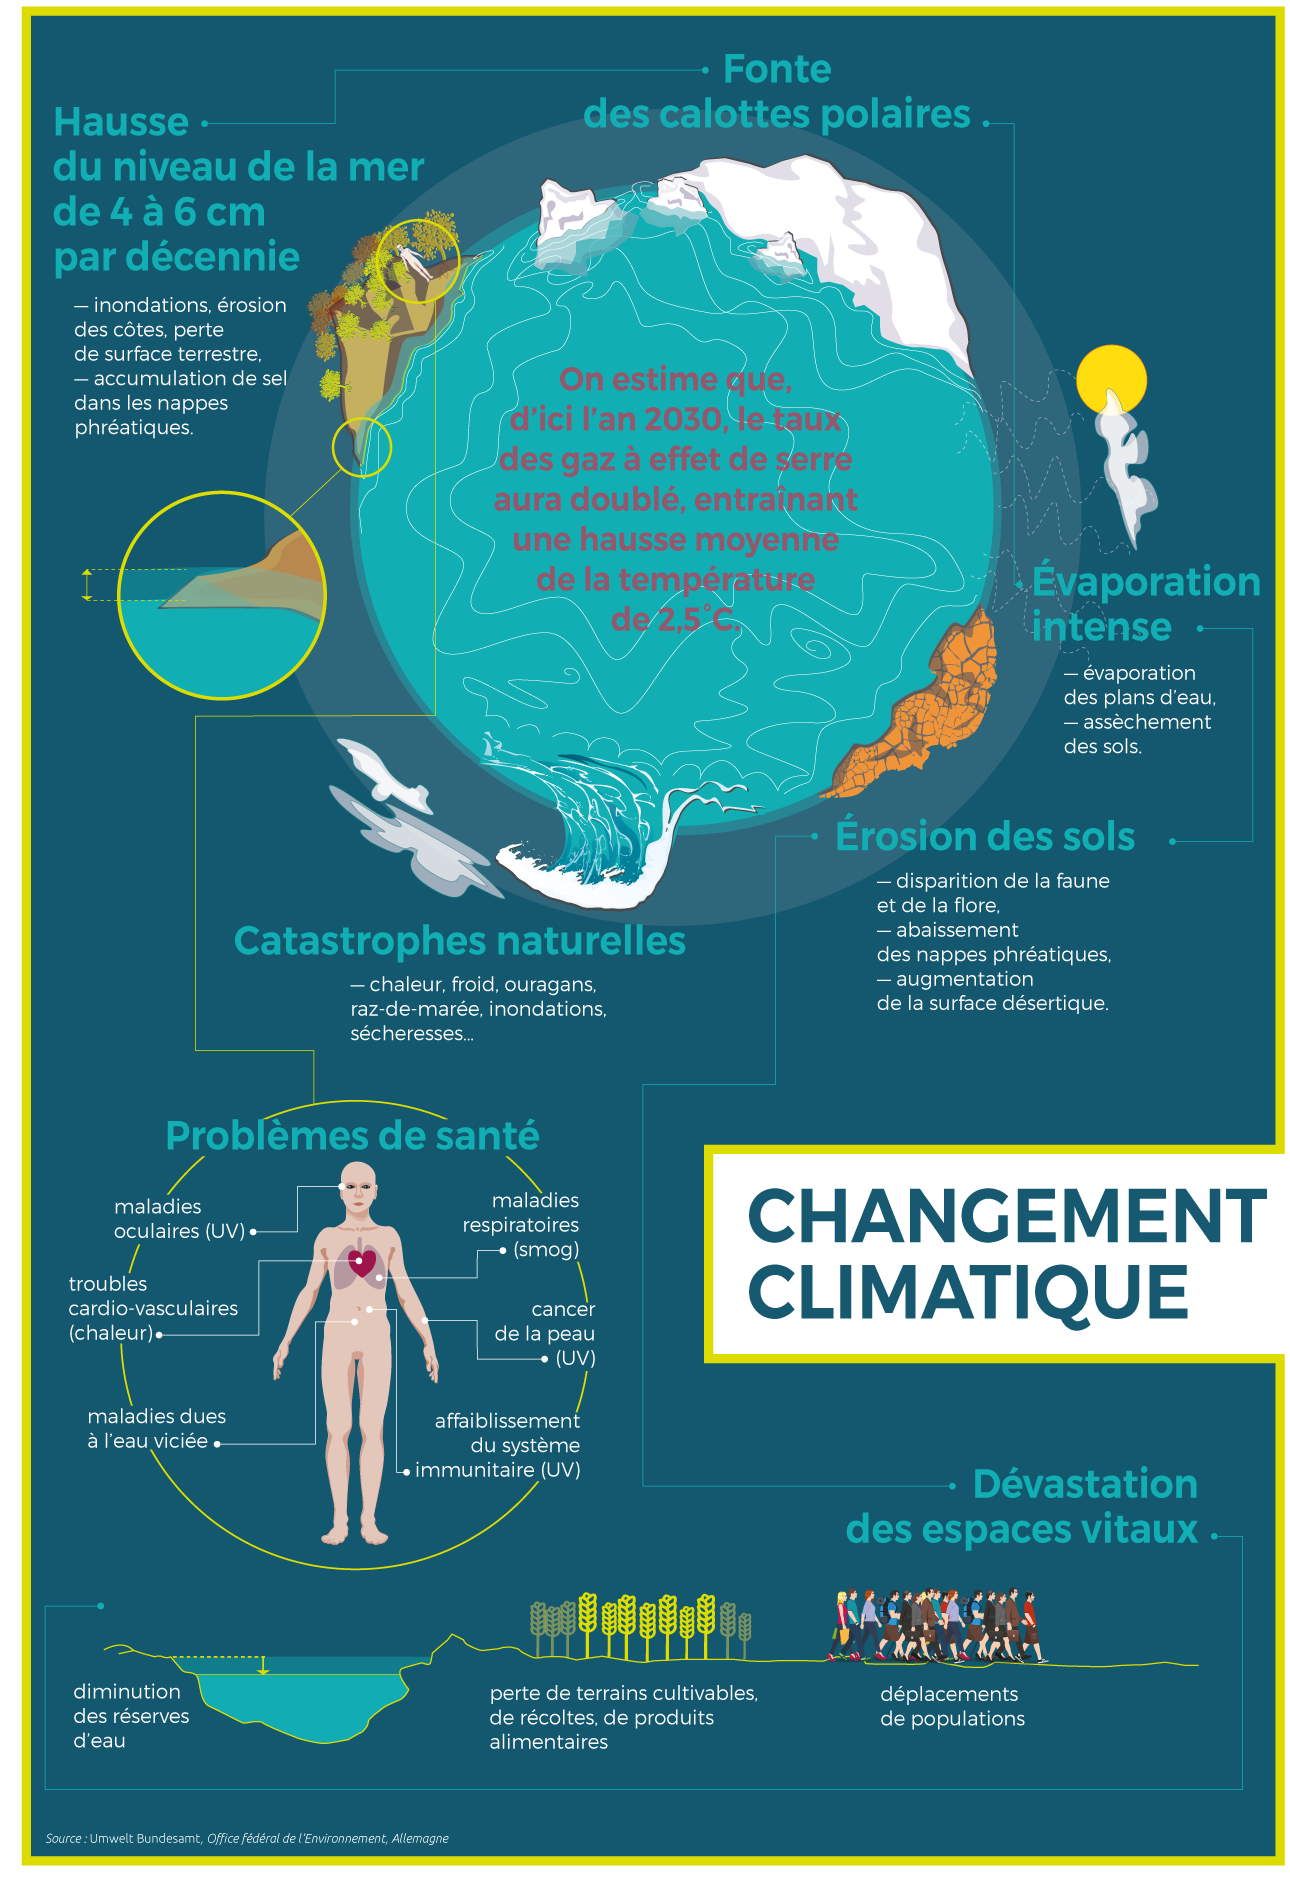 Fonte
des calottes polaires
Hausse
du niveau de la mer
de 4 à 6 cm
par décennie
— inondations, érosion
des côtes, perte
de surface terrestre,
— accumulation de sel
dans les nappes
phréatiques.
On estime que,
d'ici l'an 2030, le taux
des gaz à effet de serre
aura doublé, entraînant
une hausse moyenne
de la température
de 2,5°C.
Évaporation
intense
— évaporation
des plans d'eau,
— assèchement
des sols.
Érosion des sols
— disparition de la faune
et de la flore,
— abaissement
des nappes phréatiques,
— augmentation
de la surface désertique.
Catastrophes naturelles
— chaleur, froid, ouragans,
raz-de-marée, inondations,
sécheresses...
Problèmes de santé
maladies
oculaires (UV)
troubles
cardio-vasculaires
(chaleur)
maladies dues
à l'eau viciée
maladies
respiratoires
(smog)
cancer
de la peau
(UV)
affaiblissement
du système
immunitaire (UV)
CHANGEMENT
CLIMATIQUE
Dévastation
des espaces vitaux
diminution
des réserves
d'eau
perte de terrains cultivables,
de récoltes, de produits
alimentaires
déplacements
de populations
Source : Umwelt Bundesamt, Office fédéral de l'Environnement, Allemagne